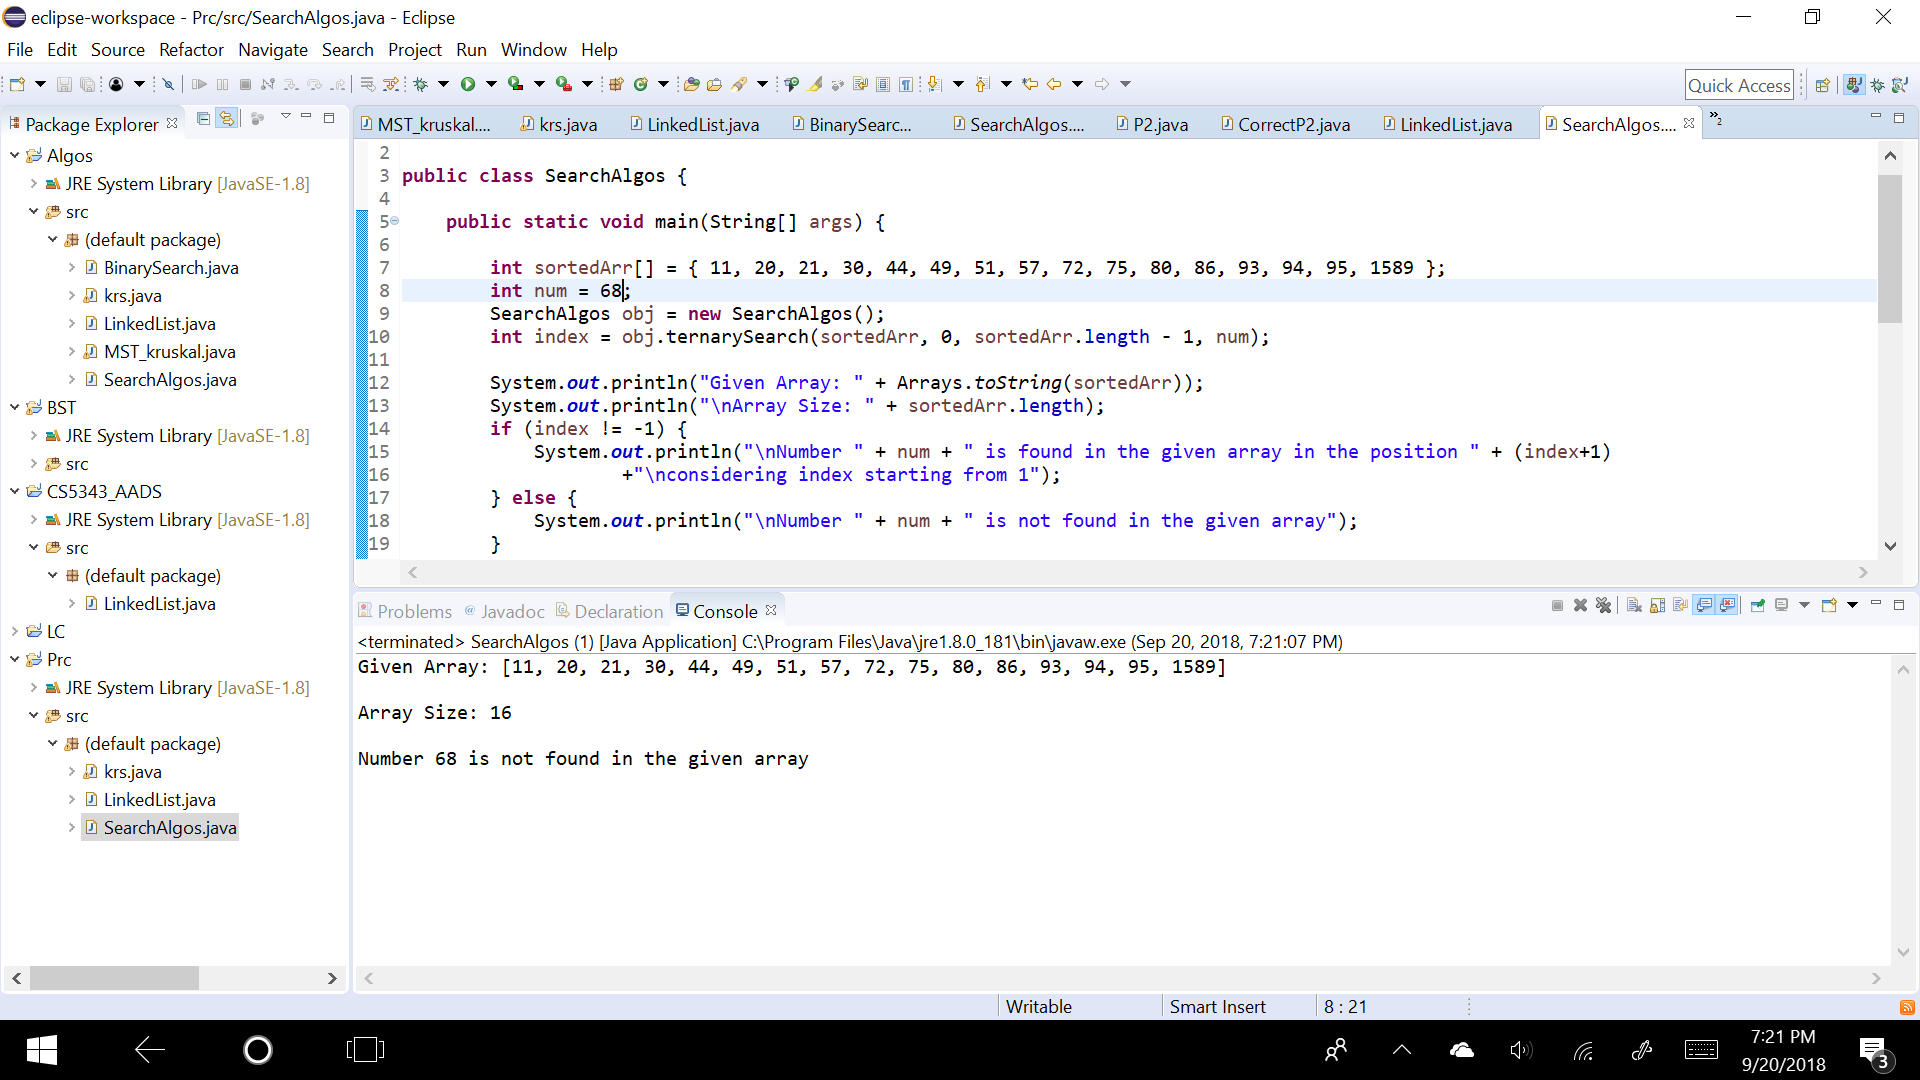 eclipse-workspace - Prc/src/SearchAlgos.java - Eclipse
File Edit Source Refactor Navigate Search Project Run Window Help
Quick Access
Package Explorer
MST_kruskal.... krs.java LinkedList.java BinarySearc... SearchAlgos.... P2.java CorrectP2.java LinkedList.java SearchAlgos.... »2
Algos
JRE System Library [JavaSE-1.8]
src
(default package)
BinarySearch.java
krs.java
LinkedList.java
MST_kruskal.java
SearchAlgos.java
BST
JRE System Library [JavaSE-1.8]
src
CS5343_AADS
JRE System Library [JavaSE-1.8]
src
(default package)
LinkedList.java
LC
Prc
JRE System Library [JavaSE-1.8]
src
(default package)
krs.java
LinkedList.java
SearchAlgos.java
2
3 public class SearchAlgos {
4
5 public static void main(String[] args) {
6
7 int sortedArr[] = { 11, 20, 21, 30, 44, 49, 51, 57, 72, 75, 80, 86, 93, 94, 95, 1589 };
8 int num = 68;
9 SearchAlgos obj = new SearchAlgos();
10 int index = obj.ternarySearch(sortedArr, 0, sortedArr.length - 1, num);
11
12 System.out.println("Given Array: " + Arrays.toString(sortedArr));
13 System.out.println("\nArray Size: " + sortedArr.length);
14 if (index != -1) {
15 System.out.println("\nNumber " + num + " is found in the given array in the position " + (index+1)
16 +"\nconsidering index starting from 1");
17 } else {
18 System.out.println("\nNumber " + num + " is not found in the given array");
19 }
Problems Javadoc Declaration Console
<terminated> SearchAlgos (1) [Java Application] C:\Program Files\Java\jre1.8.0_181\bin\javaw.exe (Sep 20, 2018, 7:21:07 PM)
Given Array: [11, 20, 21, 30, 44, 49, 51, 57, 72, 75, 80, 86, 93, 94, 95, 1589]
Array Size: 16
Number 68 is not found in the given array
Writable Smart Insert 8 : 21
7:21 PM
9/20/2018
3